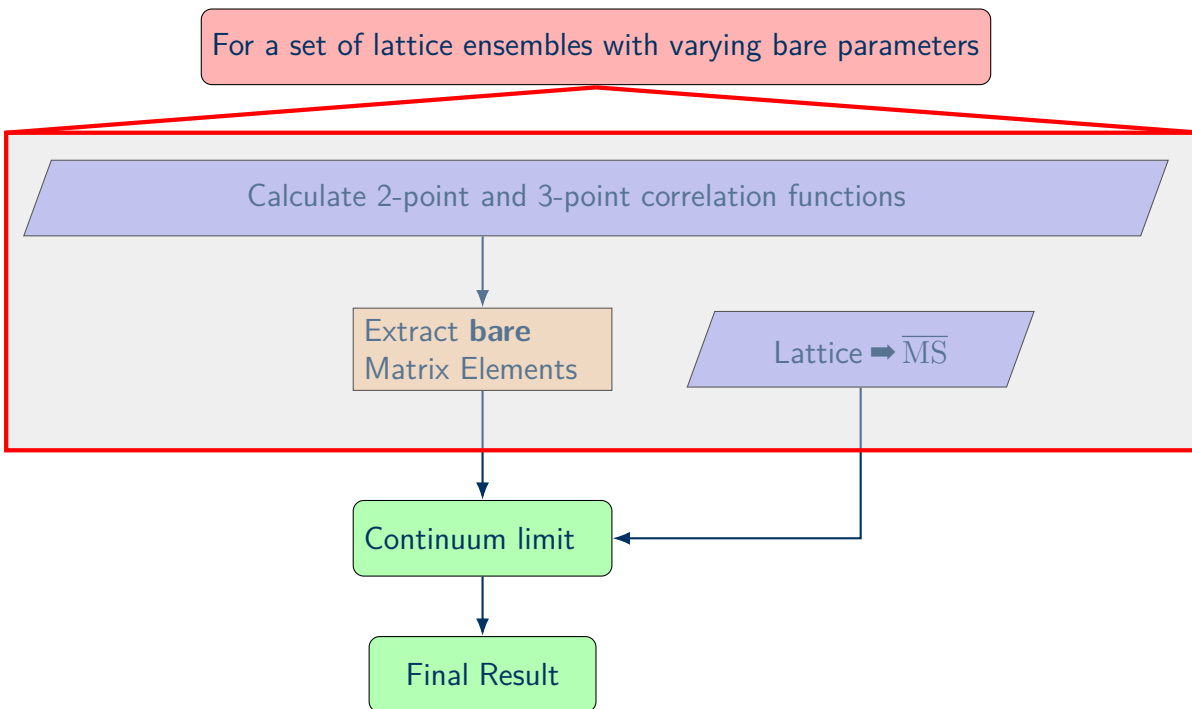 For a set of lattice ensembles with varying bare parameters
Calculate 2-point and 3-point correlation functions
Extract bare
Matrix Elements
Lattice ➡ M̅S̅
Continuum limit
Final Result